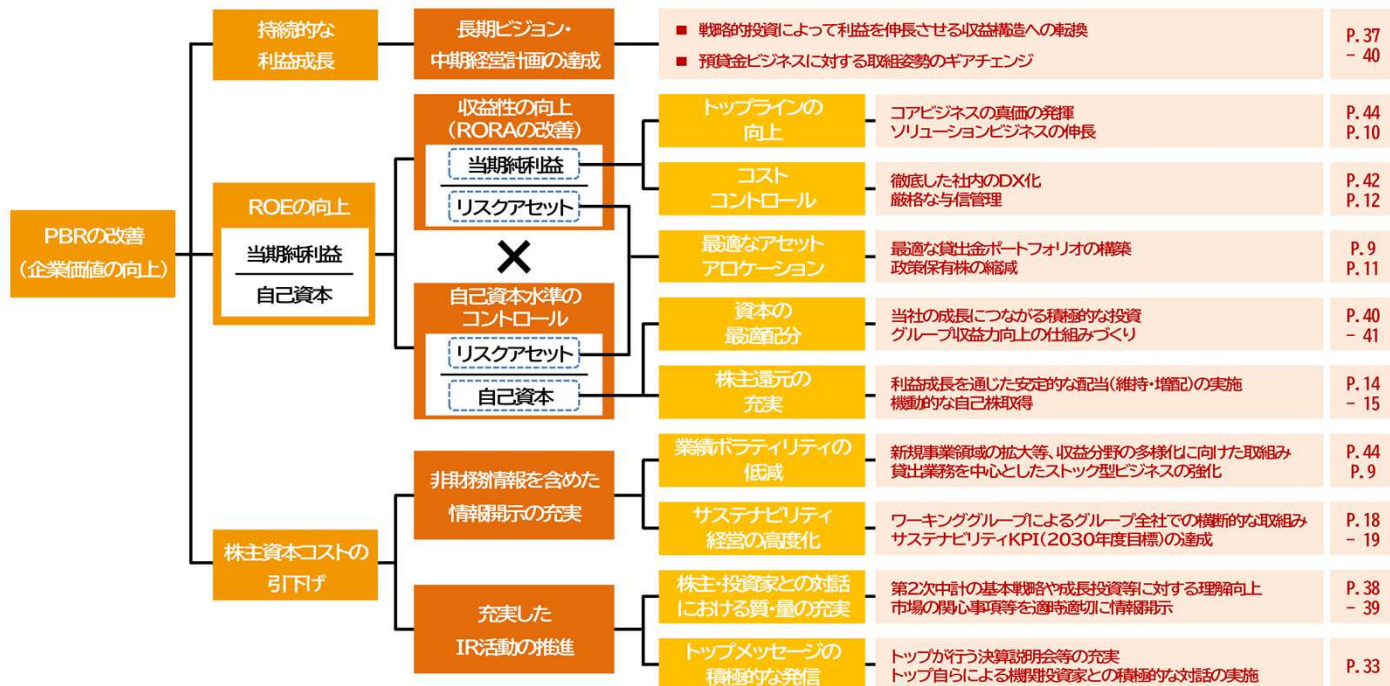 PBRの改善
(企業価値の向上)
持続的な
利益成長
長期ビジョン・
中期経営計画の達成
■ 戦略的投資によって利益を伸長させる収益構造への転換
■ 預貸金ビジネスに対する取組姿勢のギアチェンジ
P.37
- 40
ROEの向上
当期純利益
自己資本
収益性の向上
(RORAの改善)
当期純利益
リスクアセット
×
自己資本水準の
コントロール
リスクアセット
自己資本
トップラインの
向上
コアビジネスの真価の発揮
ソリューションビジネスの伸長
P.44
P.10
コスト
コントロール
徹底した社内のDX化
厳格な与信管理
P.42
P.12
最適なアセット
アロケーション
最適な貸出金ポートフォリオの構築
政策保有株の縮減
P.9
P.11
資本の
最適配分
当社の成長につながる積極的な投資
グループ収益力向上の仕組みづくり
P.40
- 41
株主還元の
充実
利益成長を通じた安定的な配当(維持・増配)の実施
機動的な自己株取得
P.14
- 15
株主資本コストの
引下げ
非財務情報を含めた
情報開示の充実
業績ボラティリティの
低減
新規事業領域の拡大等、収益分野の多様化に向けた取組み
貸出業務を中心としたストック型ビジネスの強化
P.44
P.9
サステナビリティ
経営の高度化
ワーキンググループによるグループ全社での横断的な取組み
サステナビリティKPI(2030年度目標)の達成
P.18
- 19
充実した
IR活動の推進
株主・投資家との対話
における質・量の充実
第2次中計の基本戦略や成長投資等に対する理解向上
市場の関心事項等を適時適切に情報開示
P.38
- 39
トップメッセージの
積極的な発信
トップが行う決算説明会等の充実
トップ自らによる機関投資家との積極的な対話の実施
P.33